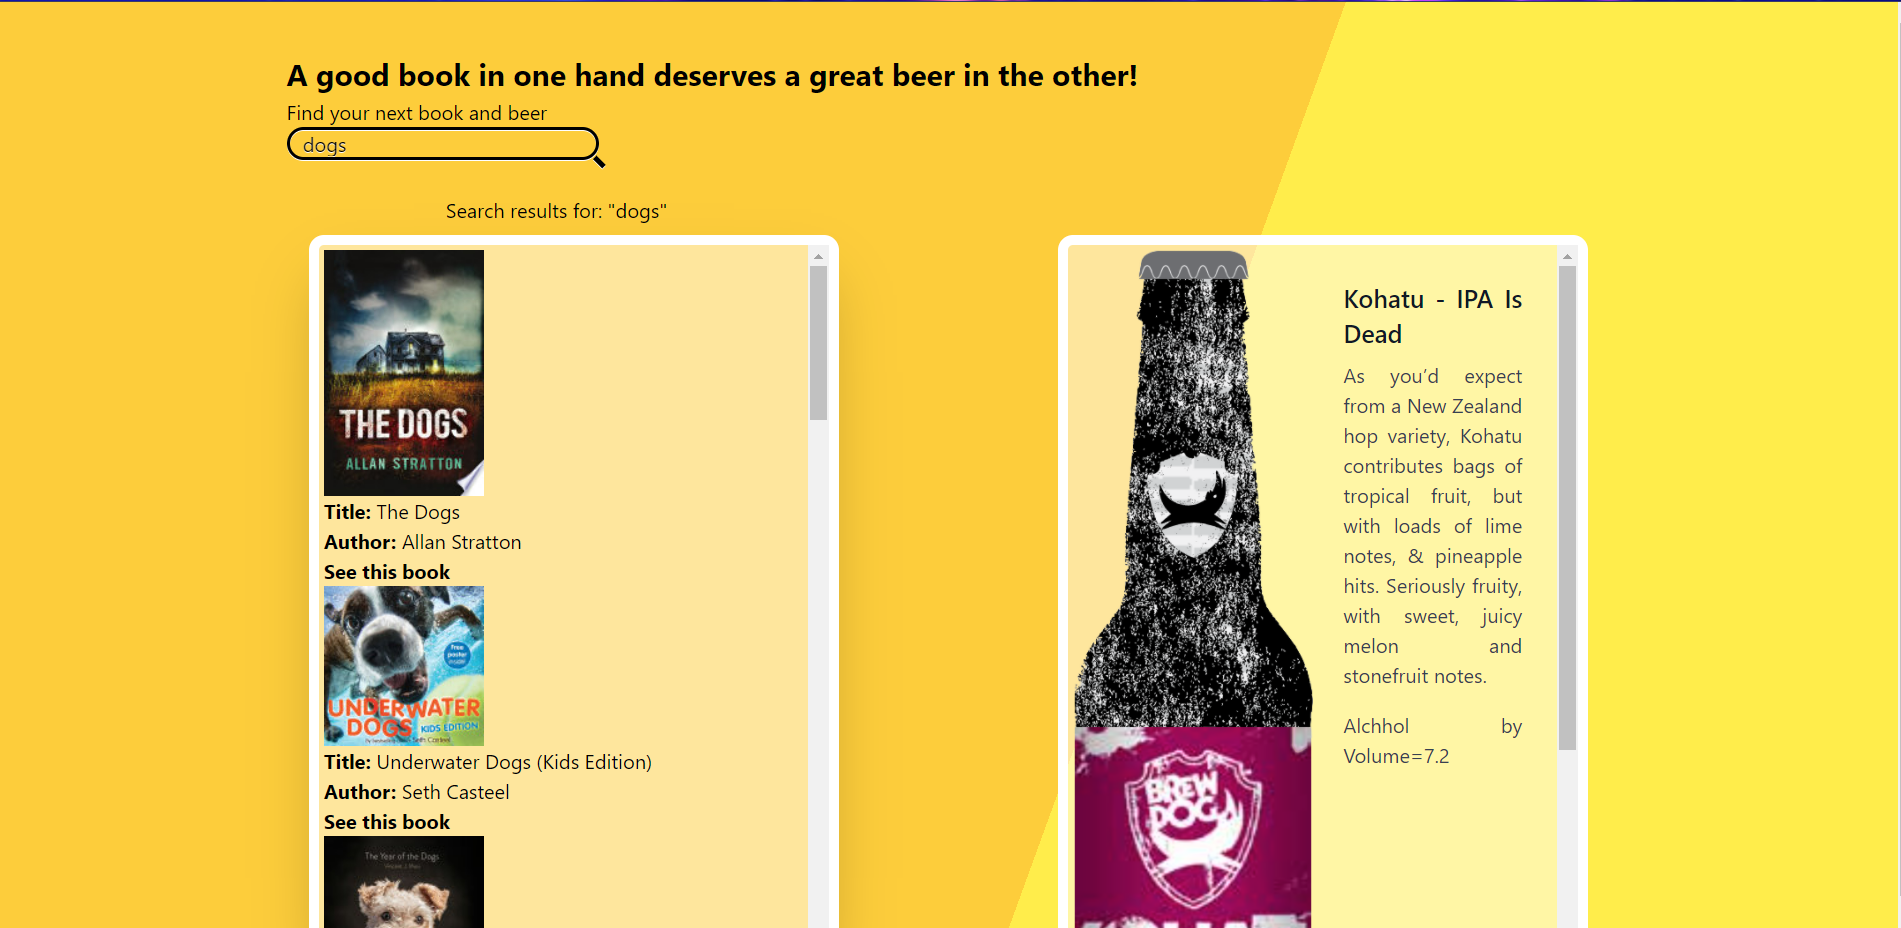 A good book in one hand deserves a great beer in the other!
Find your next book and beer
dogs
Search results for: "dogs"
THE DOGS
ALLAN STRATTON
Title: The Dogs
Author: Allan Stratton
See this book
Free
poster
inside!
UNDERWATER
DOGS
KIDS EDITION
Seth Casteel
Title: Underwater Dogs (Kids Edition)
Author: Seth Casteel
See this book
The Year of the Dogs
Kohatu - IPA Is
Dead
As you’d expect
from a New Zealand
hop variety, Kohatu
contributes bags of
tropical fruit, but
with loads of lime
notes, & pineapple
hits. Seriously fruity,
with sweet, juicy
melon and
stonefruit notes.
Alchhol by
Volume=7.2
BREW
DOG